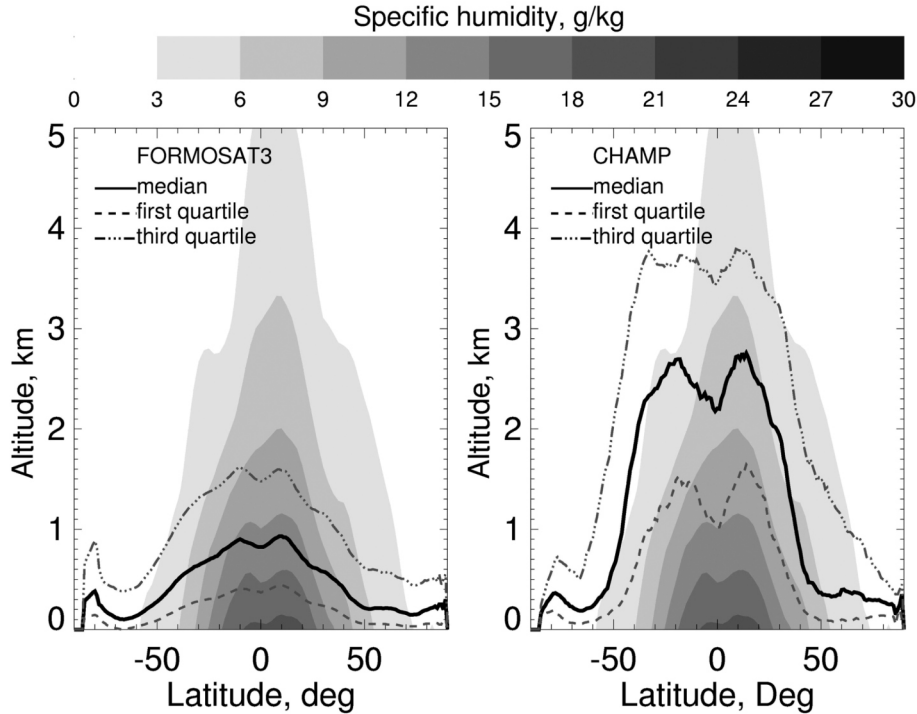 Specific humidity, g/kg
0 3 6 9 12 15 18 21 24 27 30
FORMOSAT3
median
first quartile
third quartile
5
4
3
2
1
0
Altitude, km
-50 0 50
Latitude, deg
CHAMP
median
first quartile
third quartile
5
4
3
2
1
0
Altitude, km
-50 0 50
Latitude, Deg